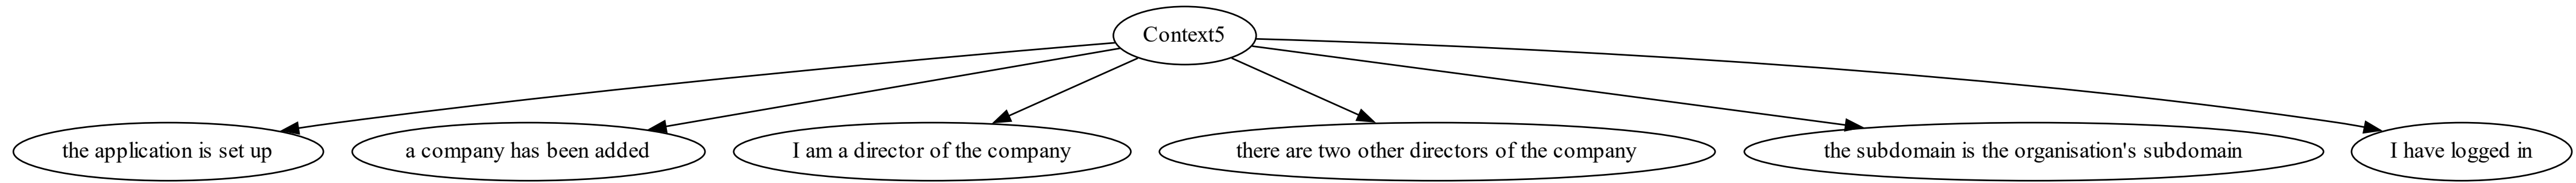 Context5
the application is set up
a company has been added
I am a director of the company
there are two other directors of the company
the subdomain is the organisation's subdomain
I have logged in